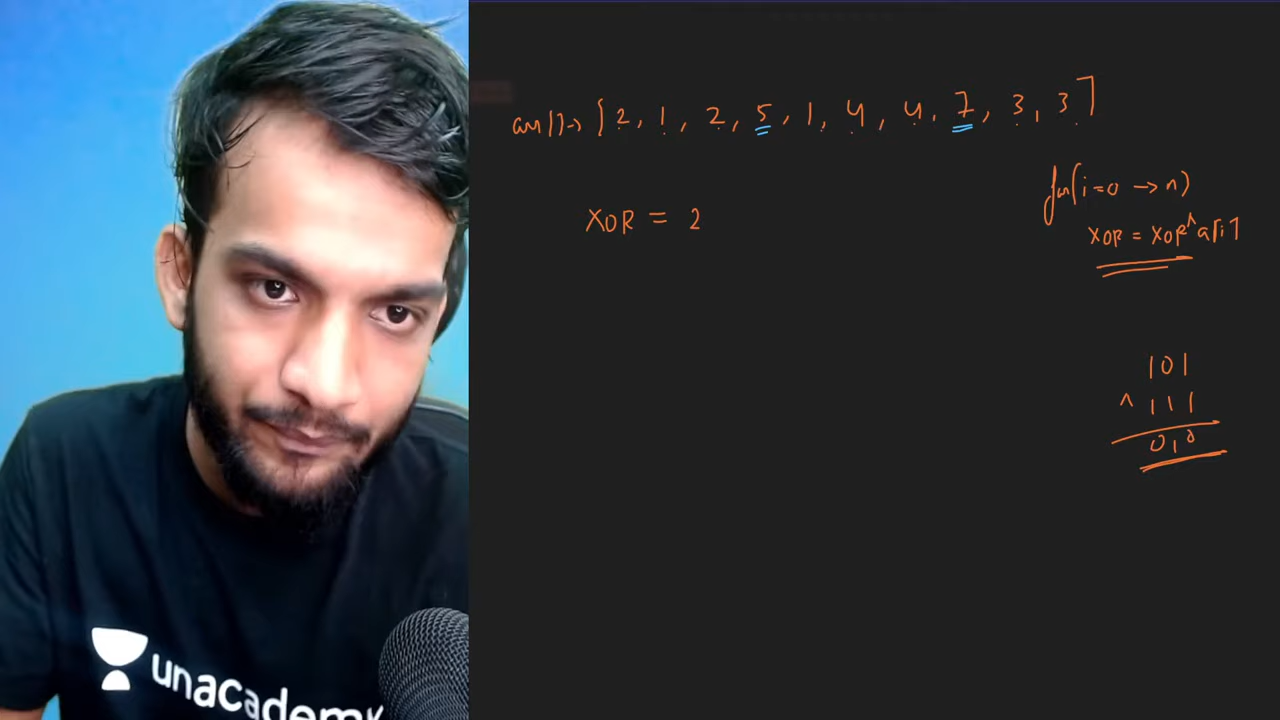 arr[] -> [2, 1, 2, 5, 1, 4, 4, 7, 3, 3]
for(i=0 → n)
XOR = XOR^a[i]
XOR = 2
101
^ 111
010
unacademy